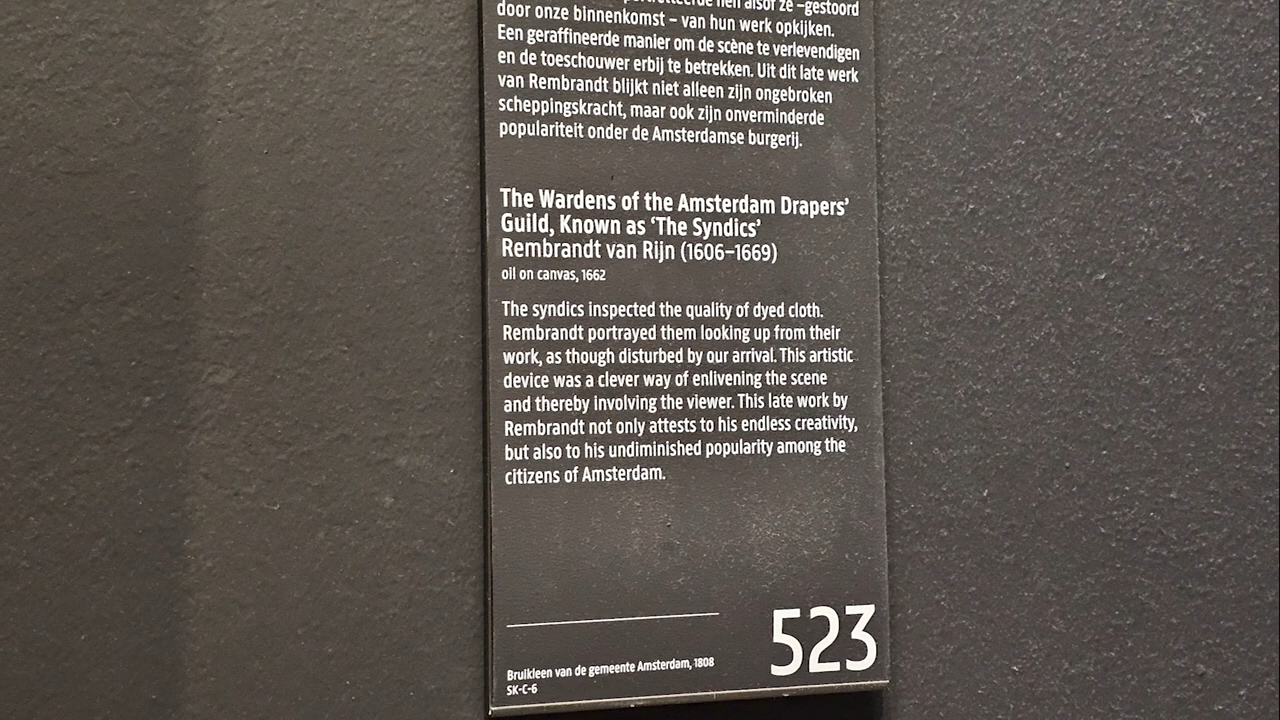 hen alsof ze –gestoord
door onze binnenkomst – van hun werk opkijken.
Een geraffineerde manier om de scène te verlevendigen
en de toeschouwer erbij te betrekken. Uit dit late werk
van Rembrandt blijkt niet alleen zijn ongebroken
scheppingskracht, maar ook zijn onverminderde
populariteit onder de Amsterdamse burgerij.
The Wardens of the Amsterdam Drapers’
Guild, Known as ‘The Syndics’
Rembrandt van Rijn (1606–1669)
oil on canvas, 1662
The syndics inspected the quality of dyed cloth.
Rembrandt portrayed them looking up from their
work, as though disturbed by our arrival. This artistic
device was a clever way of enlivening the scene
and thereby involving the viewer. This late work by
Rembrandt not only attests to his endless creativity,
but also to his undiminished popularity among the
citizens of Amsterdam.
523
Bruikleen van de gemeente Amsterdam, 1808
SK-C-6